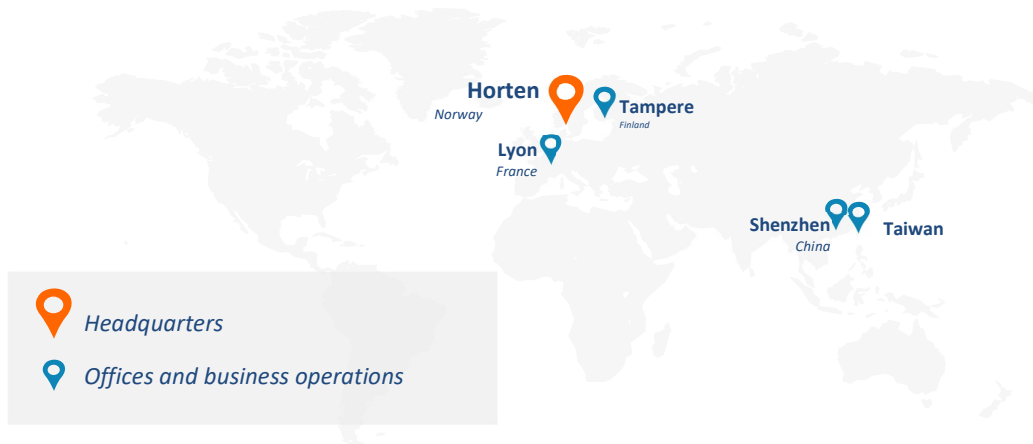 Horten
Norway
Tampere
Finland
Lyon
France
Shenzhen
China
Taiwan
Headquarters
Offices and business operations